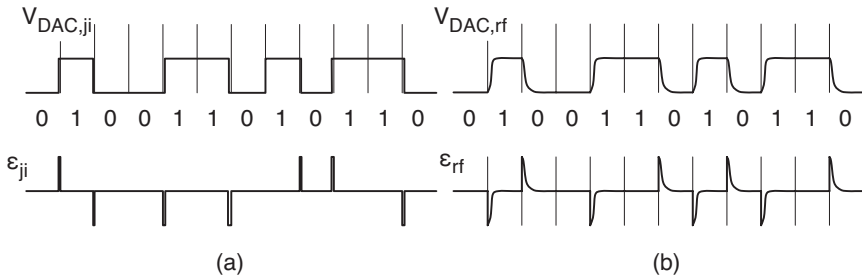 V_DAC,ji V_DAC,rf
0 1 0 0 1 1 0 1 0 1 1 0 0 1 0 0 1 1 0 1 0 1 1 0
ε_ji ε_rf
(a) (b)